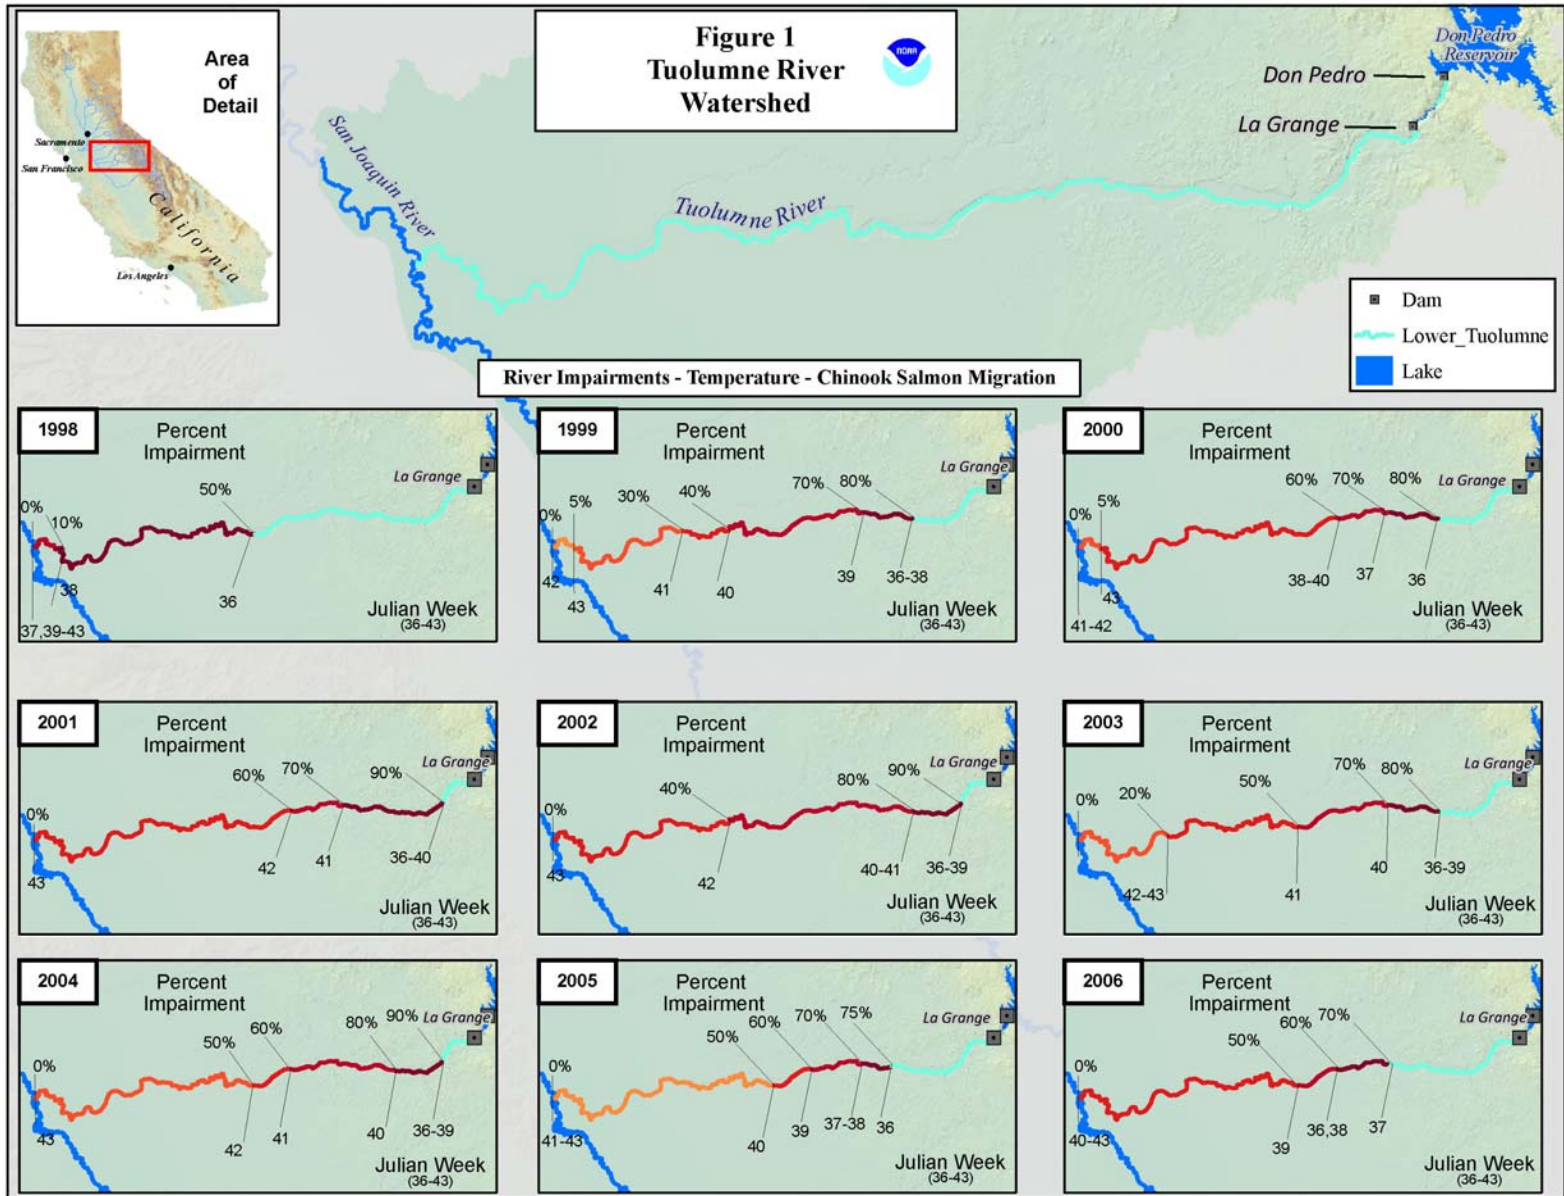 Area
of
Detail
Sacramento
San Francisco
California
Los Angeles
Figure 1
Tuolumne River
Watershed
NOAA
Don Pedro
Reservoir
Don Pedro
La Grange
San Joaquin River
Tuolumne River
Dam
Lower_Tuolumne
Lake
River Impairments - Temperature - Chinook Salmon Migration
1998
Percent
Impairment
La Grange
50%
0%
10%
38
36
37,39-43
Julian Week
(36-43)
1999
Percent
Impairment
La Grange
0%
5%
30%
40%
70%
80%
42
43
41
40
39
36-38
Julian Week
(36-43)
2000
Percent
Impairment
La Grange
0%
5%
60%
70%
80%
43
41-42
38-40
37
36
Julian Week
(36-43)
2001
Percent
Impairment
La Grange
0%
60%
70%
90%
43
42
41
36-40
Julian Week
(36-43)
2002
Percent
Impairment
La Grange
0%
40%
80%
90%
43
42
40-41
36-39
Julian Week
(36-43)
2003
Percent
Impairment
La Grange
0%
20%
50%
70%
80%
42-43
41
40
36-39
Julian Week
(36-43)
2004
Percent
Impairment
La Grange
0%
50%
60%
80%
90%
43
42
41
40
36-39
Julian Week
(36-43)
2005
Percent
Impairment
La Grange
0%
50%
60%
70%
75%
41-43
40
39
37-38
36
Julian Week
(36-43)
2006
Percent
Impairment
La Grange
0%
50%
60%
70%
40-43
39
36,38
37
Julian Week
(36-43)